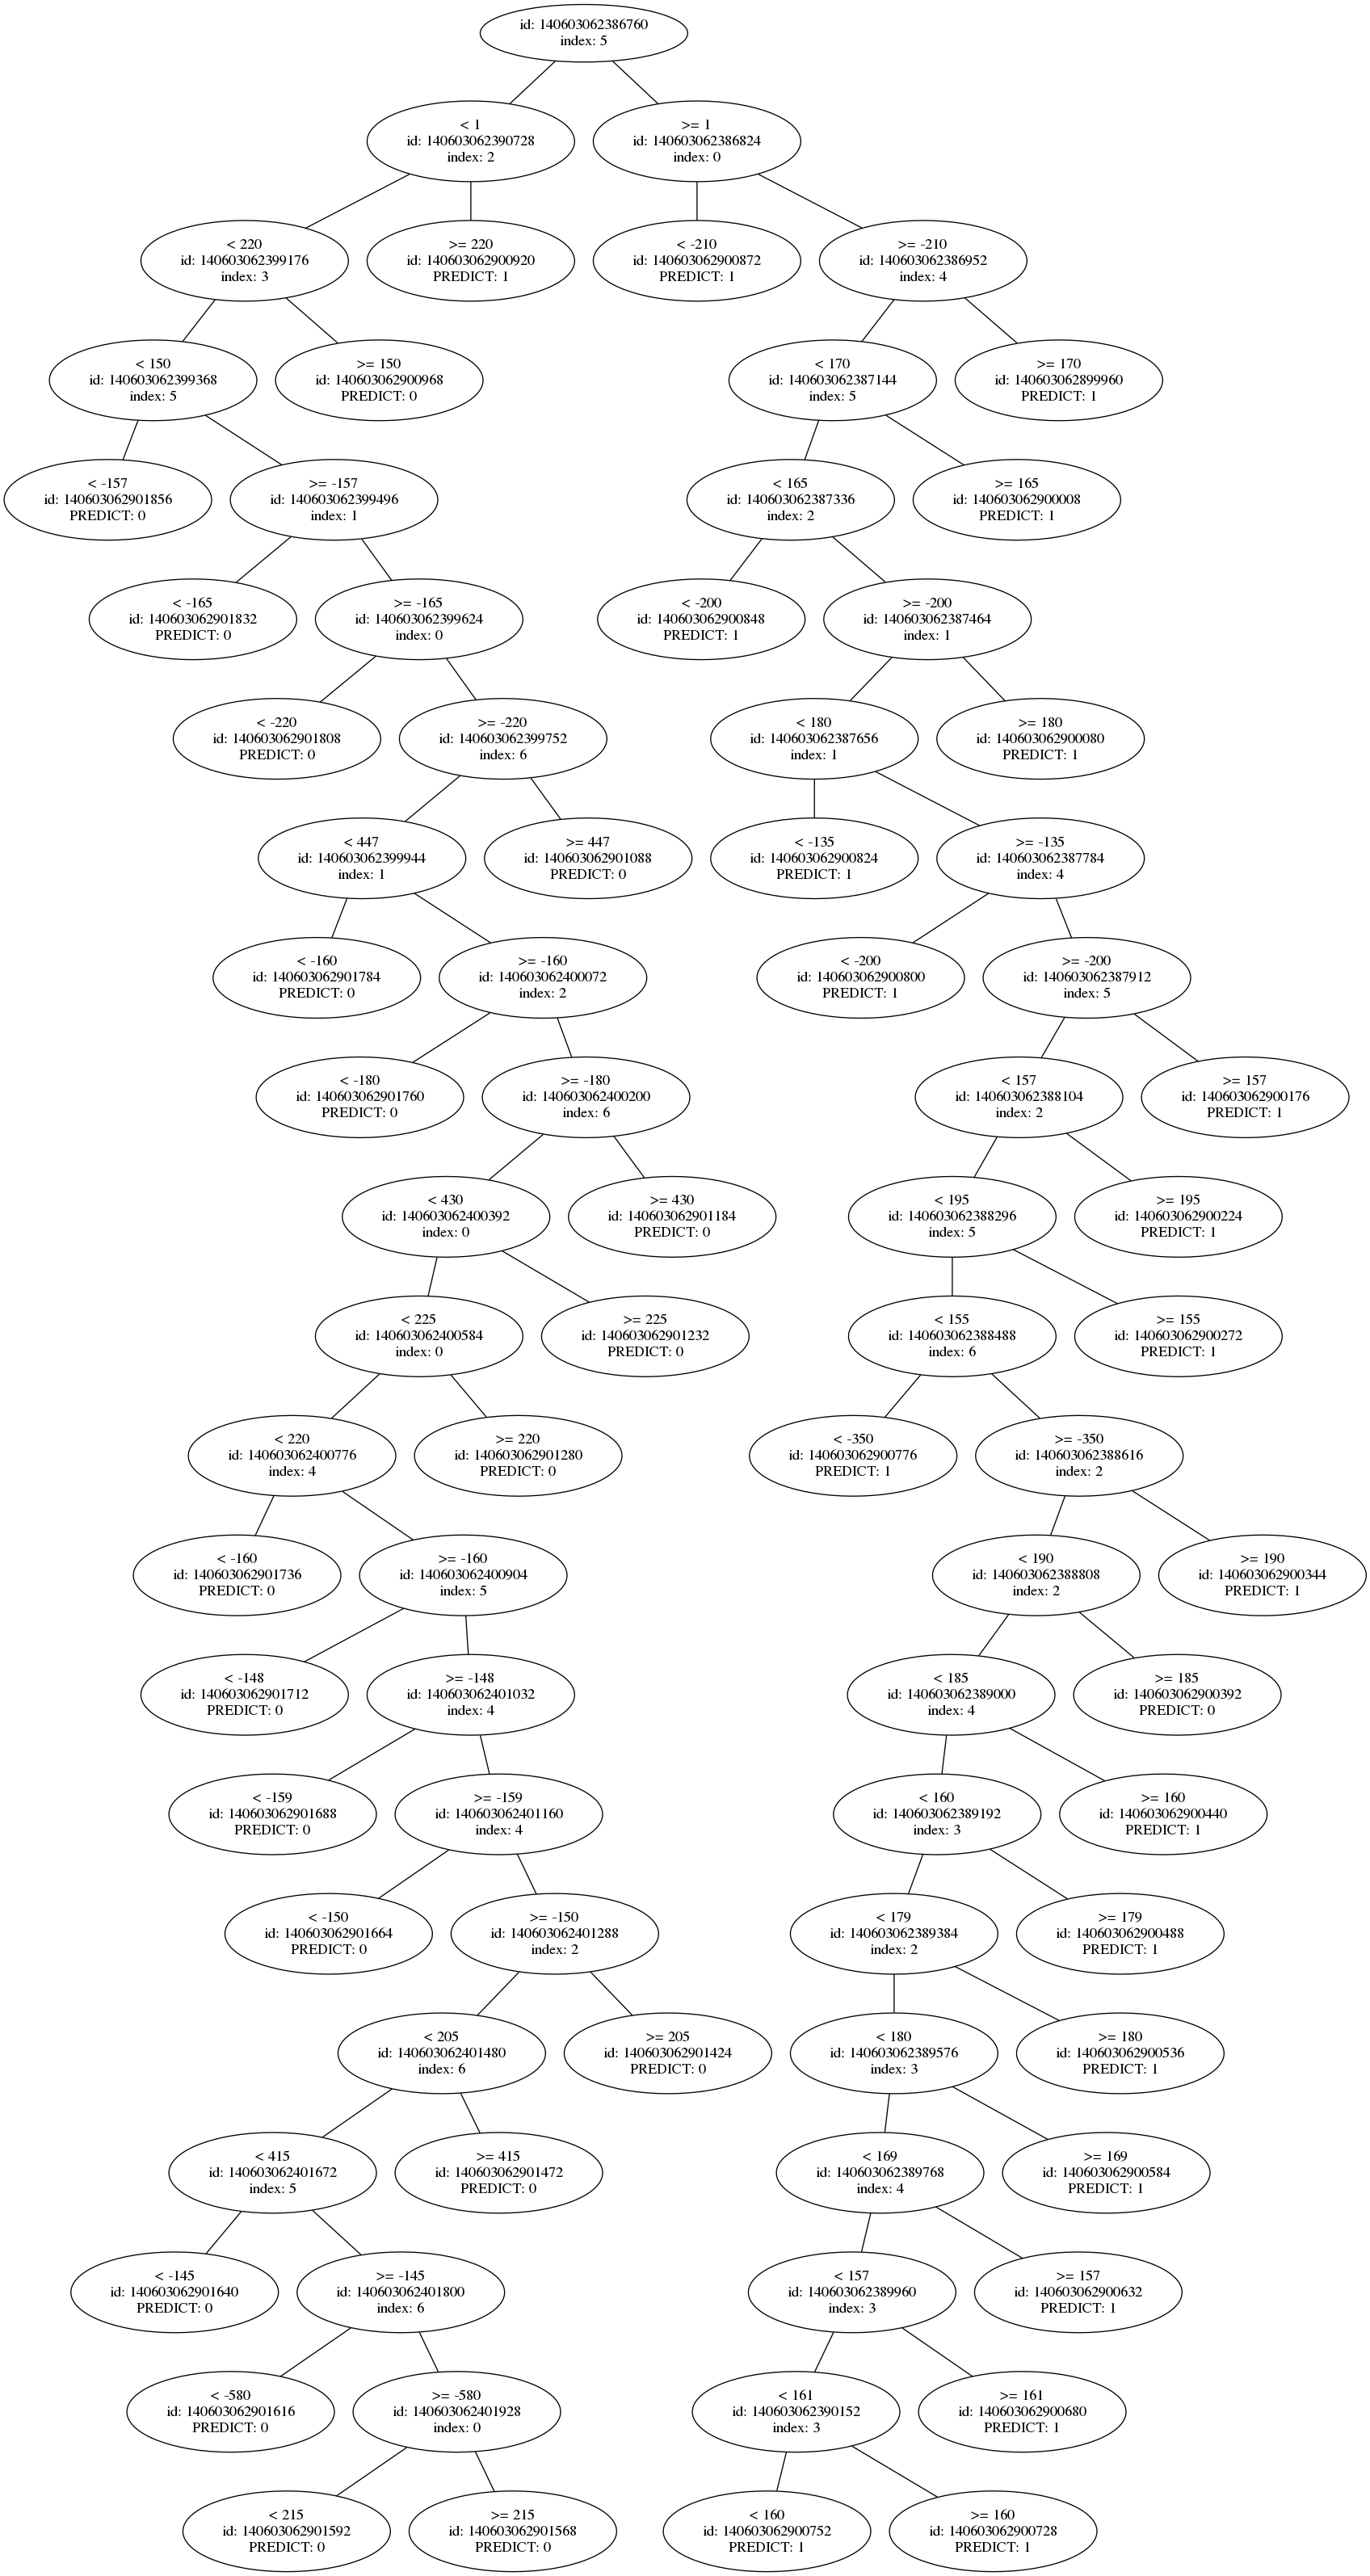 id: 140603062386760
index: 5
< 1
id: 140603062390728
index: 2
>= 1
id: 140603062386824
index: 0
< 220
id: 140603062399176
index: 3
>= 220
id: 140603062900920
PREDICT: 1
< -210
id: 140603062900872
PREDICT: 1
>= -210
id: 140603062386952
index: 4
< 150
id: 140603062399368
index: 5
>= 150
id: 140603062900968
PREDICT: 0
< 170
id: 140603062387144
index: 5
>= 170
id: 140603062899960
PREDICT: 1
< -157
id: 140603062901856
PREDICT: 0
>= -157
id: 140603062399496
index: 1
< 165
id: 140603062387336
index: 2
>= 165
id: 140603062900008
PREDICT: 1
< -165
id: 140603062901832
PREDICT: 0
>= -165
id: 140603062399624
index: 0
< -200
id: 140603062900848
PREDICT: 1
>= -200
id: 140603062387464
index: 1
< -220
id: 140603062901808
PREDICT: 0
>= -220
id: 140603062399752
index: 6
< 180
id: 140603062387656
index: 1
>= 180
id: 140603062900080
PREDICT: 1
< 447
id: 140603062399944
index: 1
>= 447
id: 140603062901088
PREDICT: 0
< -135
id: 140603062900824
PREDICT: 1
>= -135
id: 140603062387784
index: 4
< -160
id: 140603062901784
PREDICT: 0
>= -160
id: 140603062400072
index: 2
< -200
id: 140603062900800
PREDICT: 1
>= -200
id: 140603062387912
index: 5
< -180
id: 140603062901760
PREDICT: 0
>= -180
id: 140603062400200
index: 6
< 157
id: 140603062388104
index: 2
>= 157
id: 140603062900176
PREDICT: 1
< 430
id: 140603062400392
index: 0
>= 430
id: 140603062901184
PREDICT: 0
< 195
id: 140603062388296
index: 5
>= 195
id: 140603062900224
PREDICT: 1
< 225
id: 140603062400584
index: 0
>= 225
id: 140603062901232
PREDICT: 0
< 155
id: 140603062388488
index: 6
>= 155
id: 140603062900272
PREDICT: 1
< 220
id: 140603062400776
index: 4
>= 220
id: 140603062901280
PREDICT: 0
< -350
id: 140603062900776
PREDICT: 1
>= -350
id: 140603062388616
index: 2
< -160
id: 140603062901736
PREDICT: 0
>= -160
id: 140603062400904
index: 5
< 190
id: 140603062388808
index: 2
>= 190
id: 140603062900344
PREDICT: 1
< -148
id: 140603062901712
PREDICT: 0
>= -148
id: 140603062401032
index: 4
< 185
id: 140603062389000
index: 4
>= 185
id: 140603062900392
PREDICT: 0
< -159
id: 140603062901688
PREDICT: 0
>= -159
id: 140603062401160
index: 4
< 160
id: 140603062389192
index: 3
>= 160
id: 140603062900440
PREDICT: 1
< -150
id: 140603062901664
PREDICT: 0
>= -150
id: 140603062401288
index: 2
< 179
id: 140603062389384
index: 2
>= 179
id: 140603062900488
PREDICT: 1
< 205
id: 140603062401480
index: 6
>= 205
id: 140603062901424
PREDICT: 0
< 180
id: 140603062389576
index: 3
>= 180
id: 140603062900536
PREDICT: 1
< 415
id: 140603062401672
index: 5
>= 415
id: 140603062901472
PREDICT: 0
< 169
id: 140603062389768
index: 4
>= 169
id: 140603062900584
PREDICT: 1
< -145
id: 140603062901640
PREDICT: 0
>= -145
id: 140603062401800
index: 6
< 157
id: 140603062389960
index: 3
>= 157
id: 140603062900632
PREDICT: 1
< -580
id: 140603062901616
PREDICT: 0
>= -580
id: 140603062401928
index: 0
< 161
id: 140603062390152
index: 3
>= 161
id: 140603062900680
PREDICT: 1
< 215
id: 140603062901592
PREDICT: 0
>= 215
id: 140603062901568
PREDICT: 0
< 160
id: 140603062900752
PREDICT: 1
>= 160
id: 140603062900728
PREDICT: 1